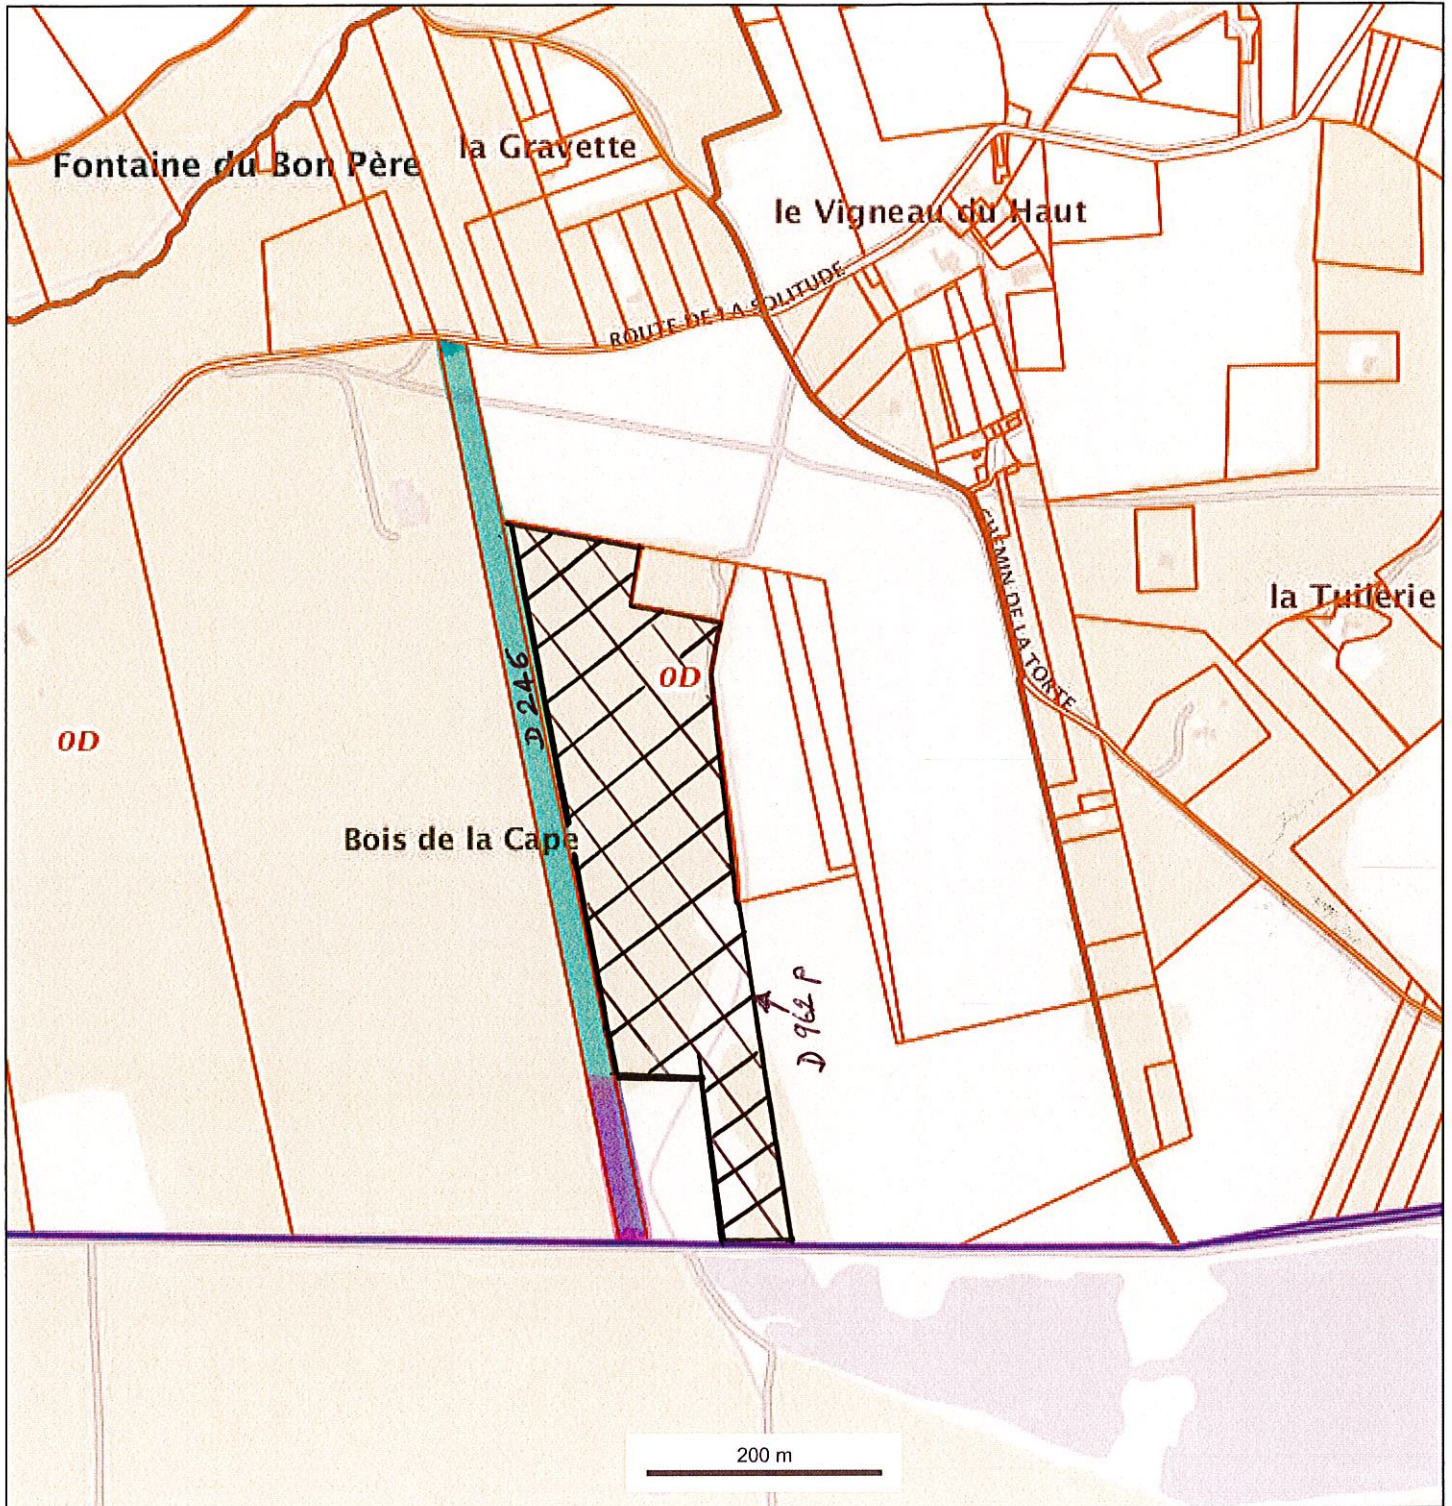 la Gravette
Fontaine du Bon Père
le Vigneau du Haut
ROUTE DE LA SOLITUDE
CHEMIN DE LA TORTE
la Tuilerie
D 246
0D
0D
Bois de la Cape
D 962 P
200 m